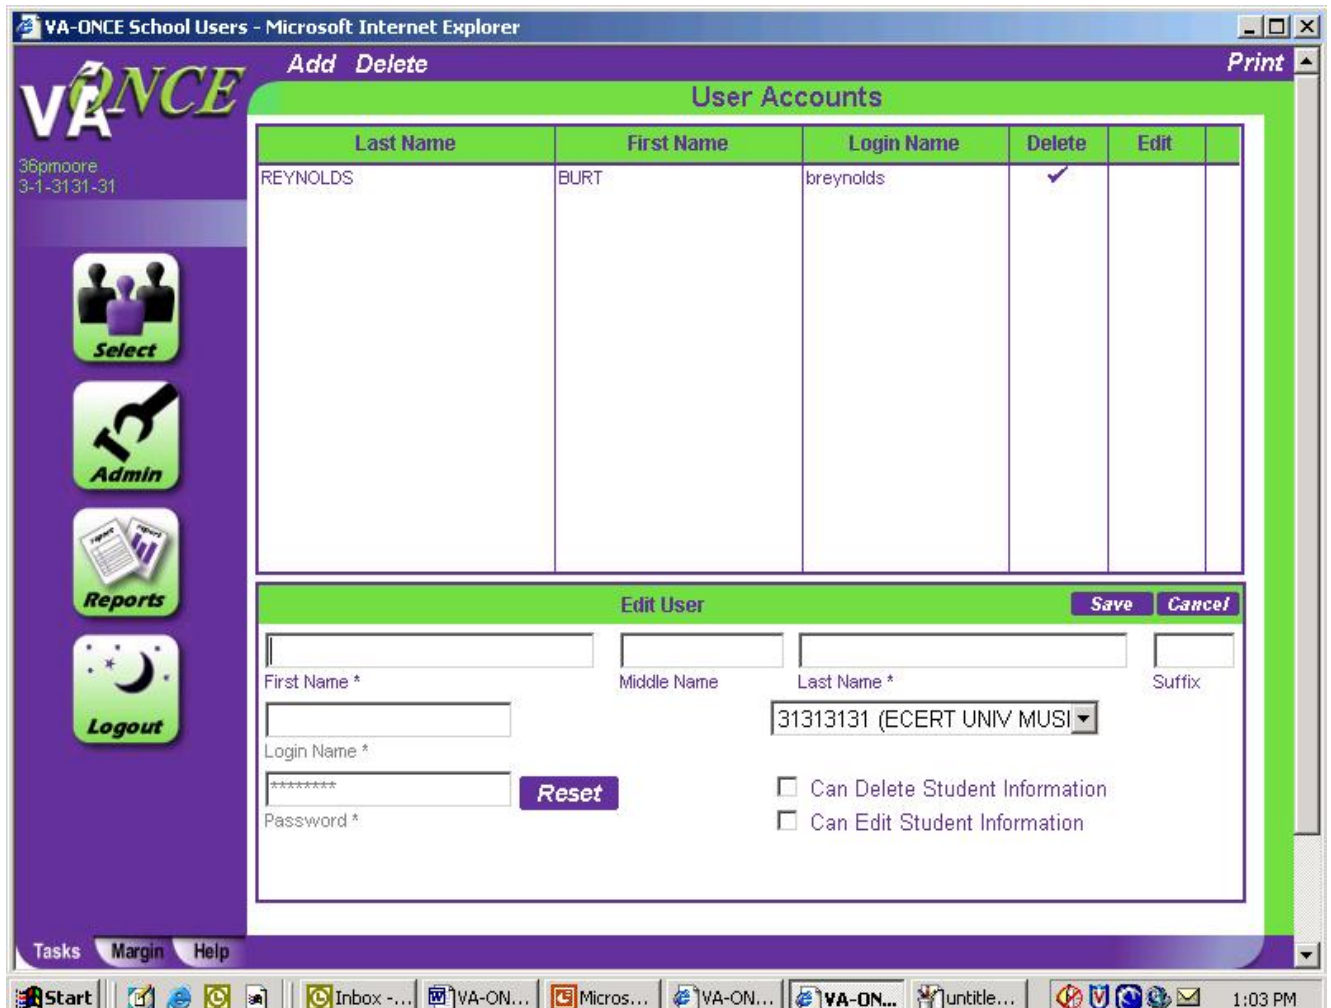 VA-ONCE School Users - Microsoft Internet Explorer
VA ONCE
Add Delete Print
User Accounts
36pmoore
3-1-3131-31
Last Name First Name Login Name Delete Edit
REYNOLDS BURT breynolds ✓
Select
Admin
report report
Reports
Logout
Edit User Save Cancel
First Name * Middle Name Last Name * Suffix
31313131 (ECERT UNIV MUSI
Login Name *
********
Reset
Can Delete Student Information
Password *
Can Edit Student Information
Tasks Margin Help
Start Inbox -... VA-ON... Micros... VA-ON... VA-ON... untitle... 1:03 PM